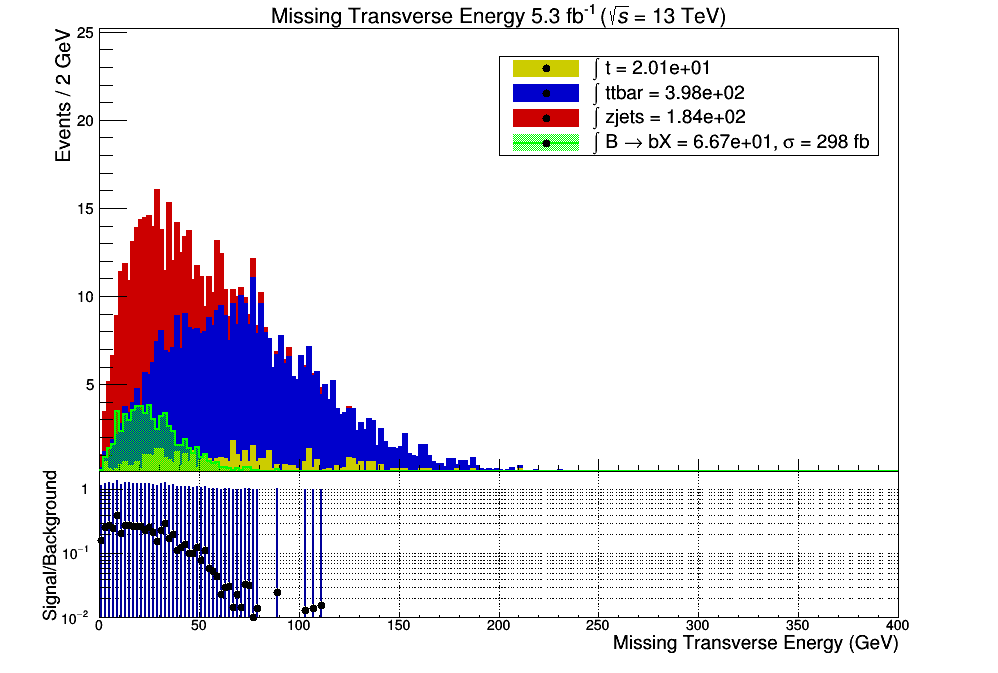 Missing Transverse Energy 5.3 fb-1 (√s = 13 TeV)
Events / 2 GeV
25
20
15
10
5
∫ t = 2.01e+01
∫ ttbar = 3.98e+02
∫ zjets = 1.84e+02
∫ B → bX = 6.67e+01, σ = 298 fb
Signal/Background
1
10−1
10−2
0 50 100 150 200 250 300 350 400
Missing Transverse Energy (GeV)